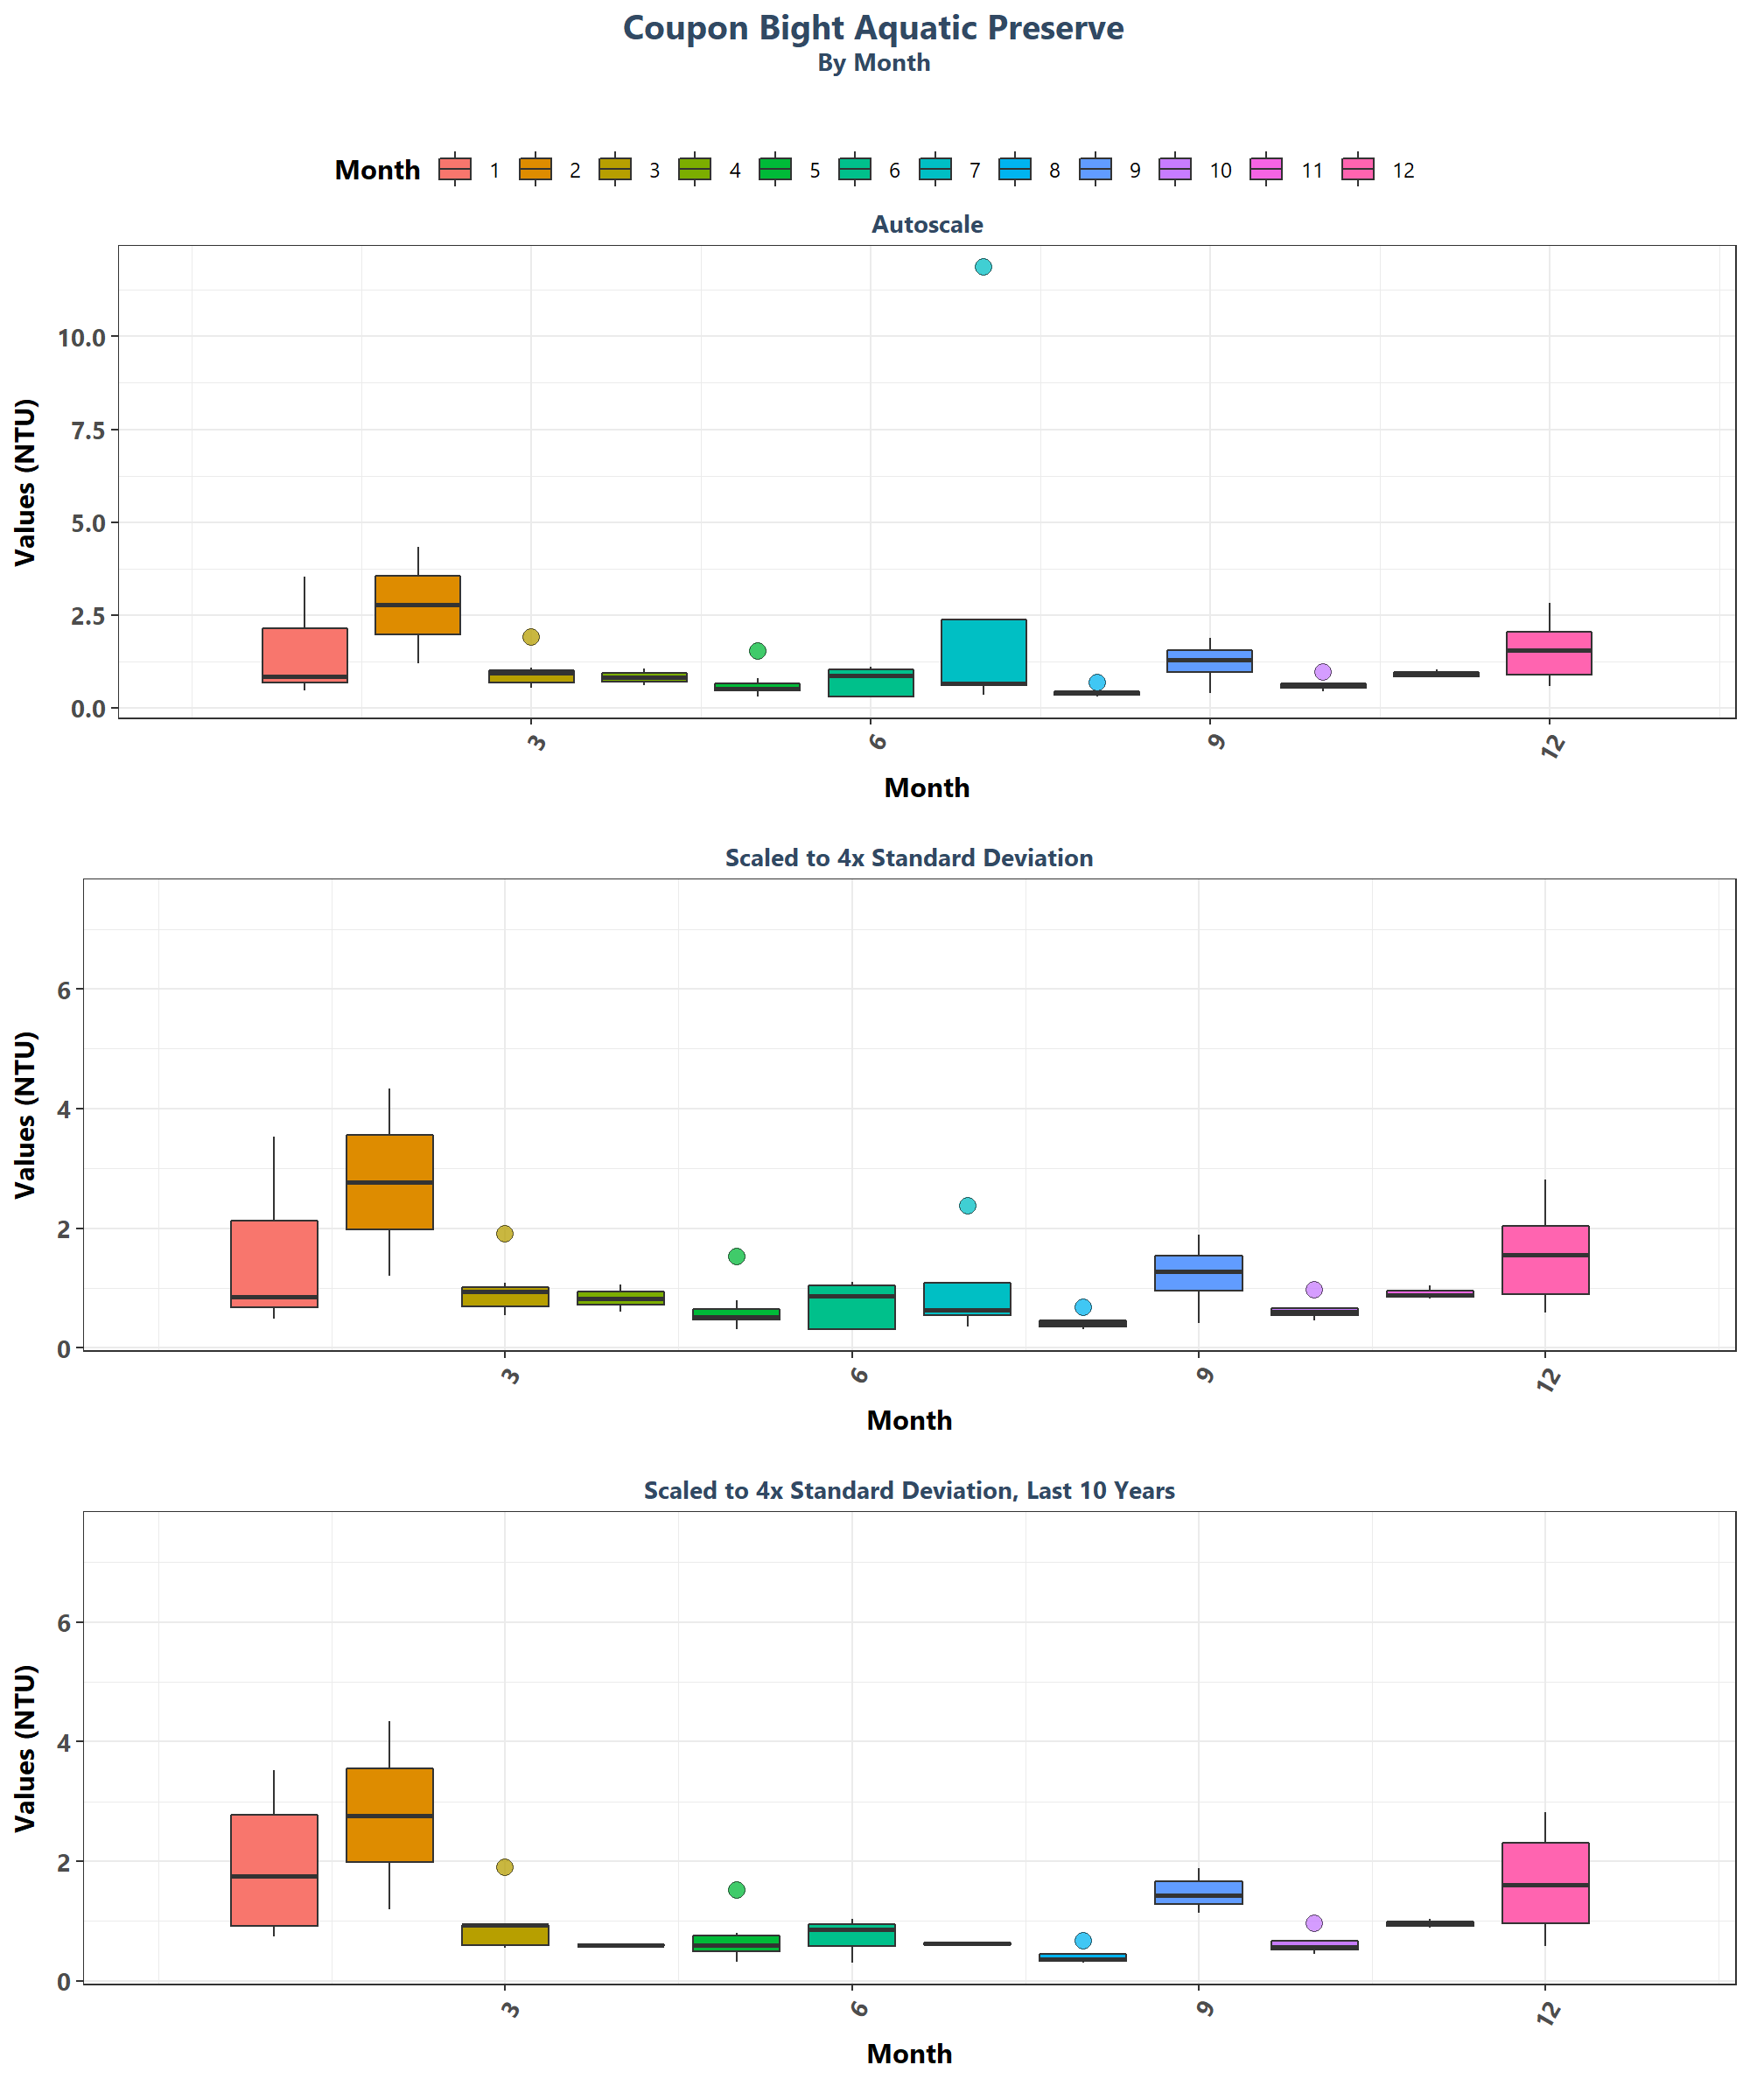 Coupon Bight Aquatic Preserve
By Month
Month 1 2 3 4 5 6 7 8 9 10 11 12
Autoscale
Values (NTU)
10.0
7.5
5.0
2.5
0.0
3 6 9 12
Month
Scaled to 4x Standard Deviation
Values (NTU)
6
4
2
0
3 6 9 12
Month
Scaled to 4x Standard Deviation, Last 10 Years
Values (NTU)
6
4
2
0
3 6 9 12
Month